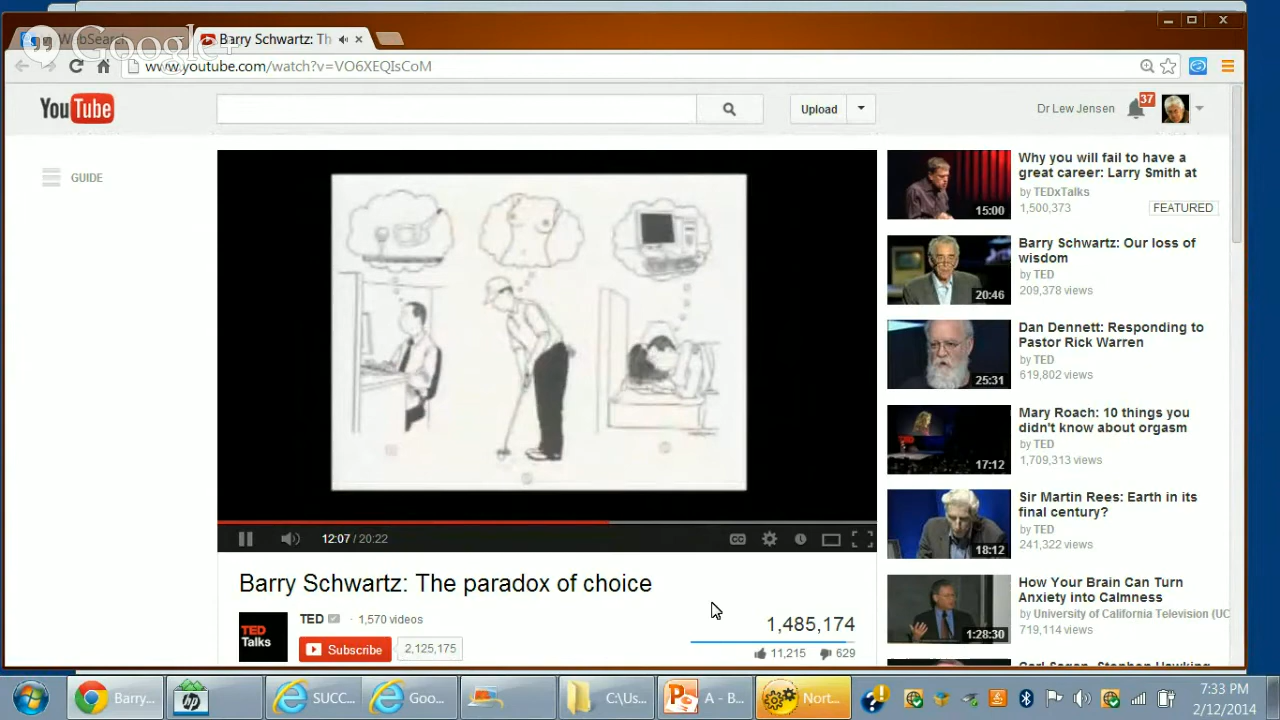 Google+
WebSearch
Barry Schwartz: Th
www.youtube.com/watch?v=VO6XEQIsCoM
YouTube
Upload
Dr Lew Jensen
37
GUIDE
Why you will fail to have a
great career: Larry Smith at
by TEDxTalks
1,500,373
FEATURED
15:00
Barry Schwartz: Our loss of
wisdom
by TED
209,378 views
20:46
Dan Dennett: Responding to
Pastor Rick Warren
by TED
619,802 views
25:31
Mary Roach: 10 things you
didn't know about orgasm
by TED
1,709,313 views
17:12
Sir Martin Rees: Earth in its
final century?
by TED
241,322 views
18:12
How Your Brain Can Turn
Anxiety into Calmness
by University of California Television (UC
719,114 views
1:28:30
12:07 / 20:22
CC
Barry Schwartz: The paradox of choice
TED · 1,570 videos
TED
Talks
Subscribe
2,125,175
1,485,174
11,215
629
Barry...
hp
SUCC...
Goo...
C:\Us...
A - B...
Nort...
7:33 PM
2/12/2014